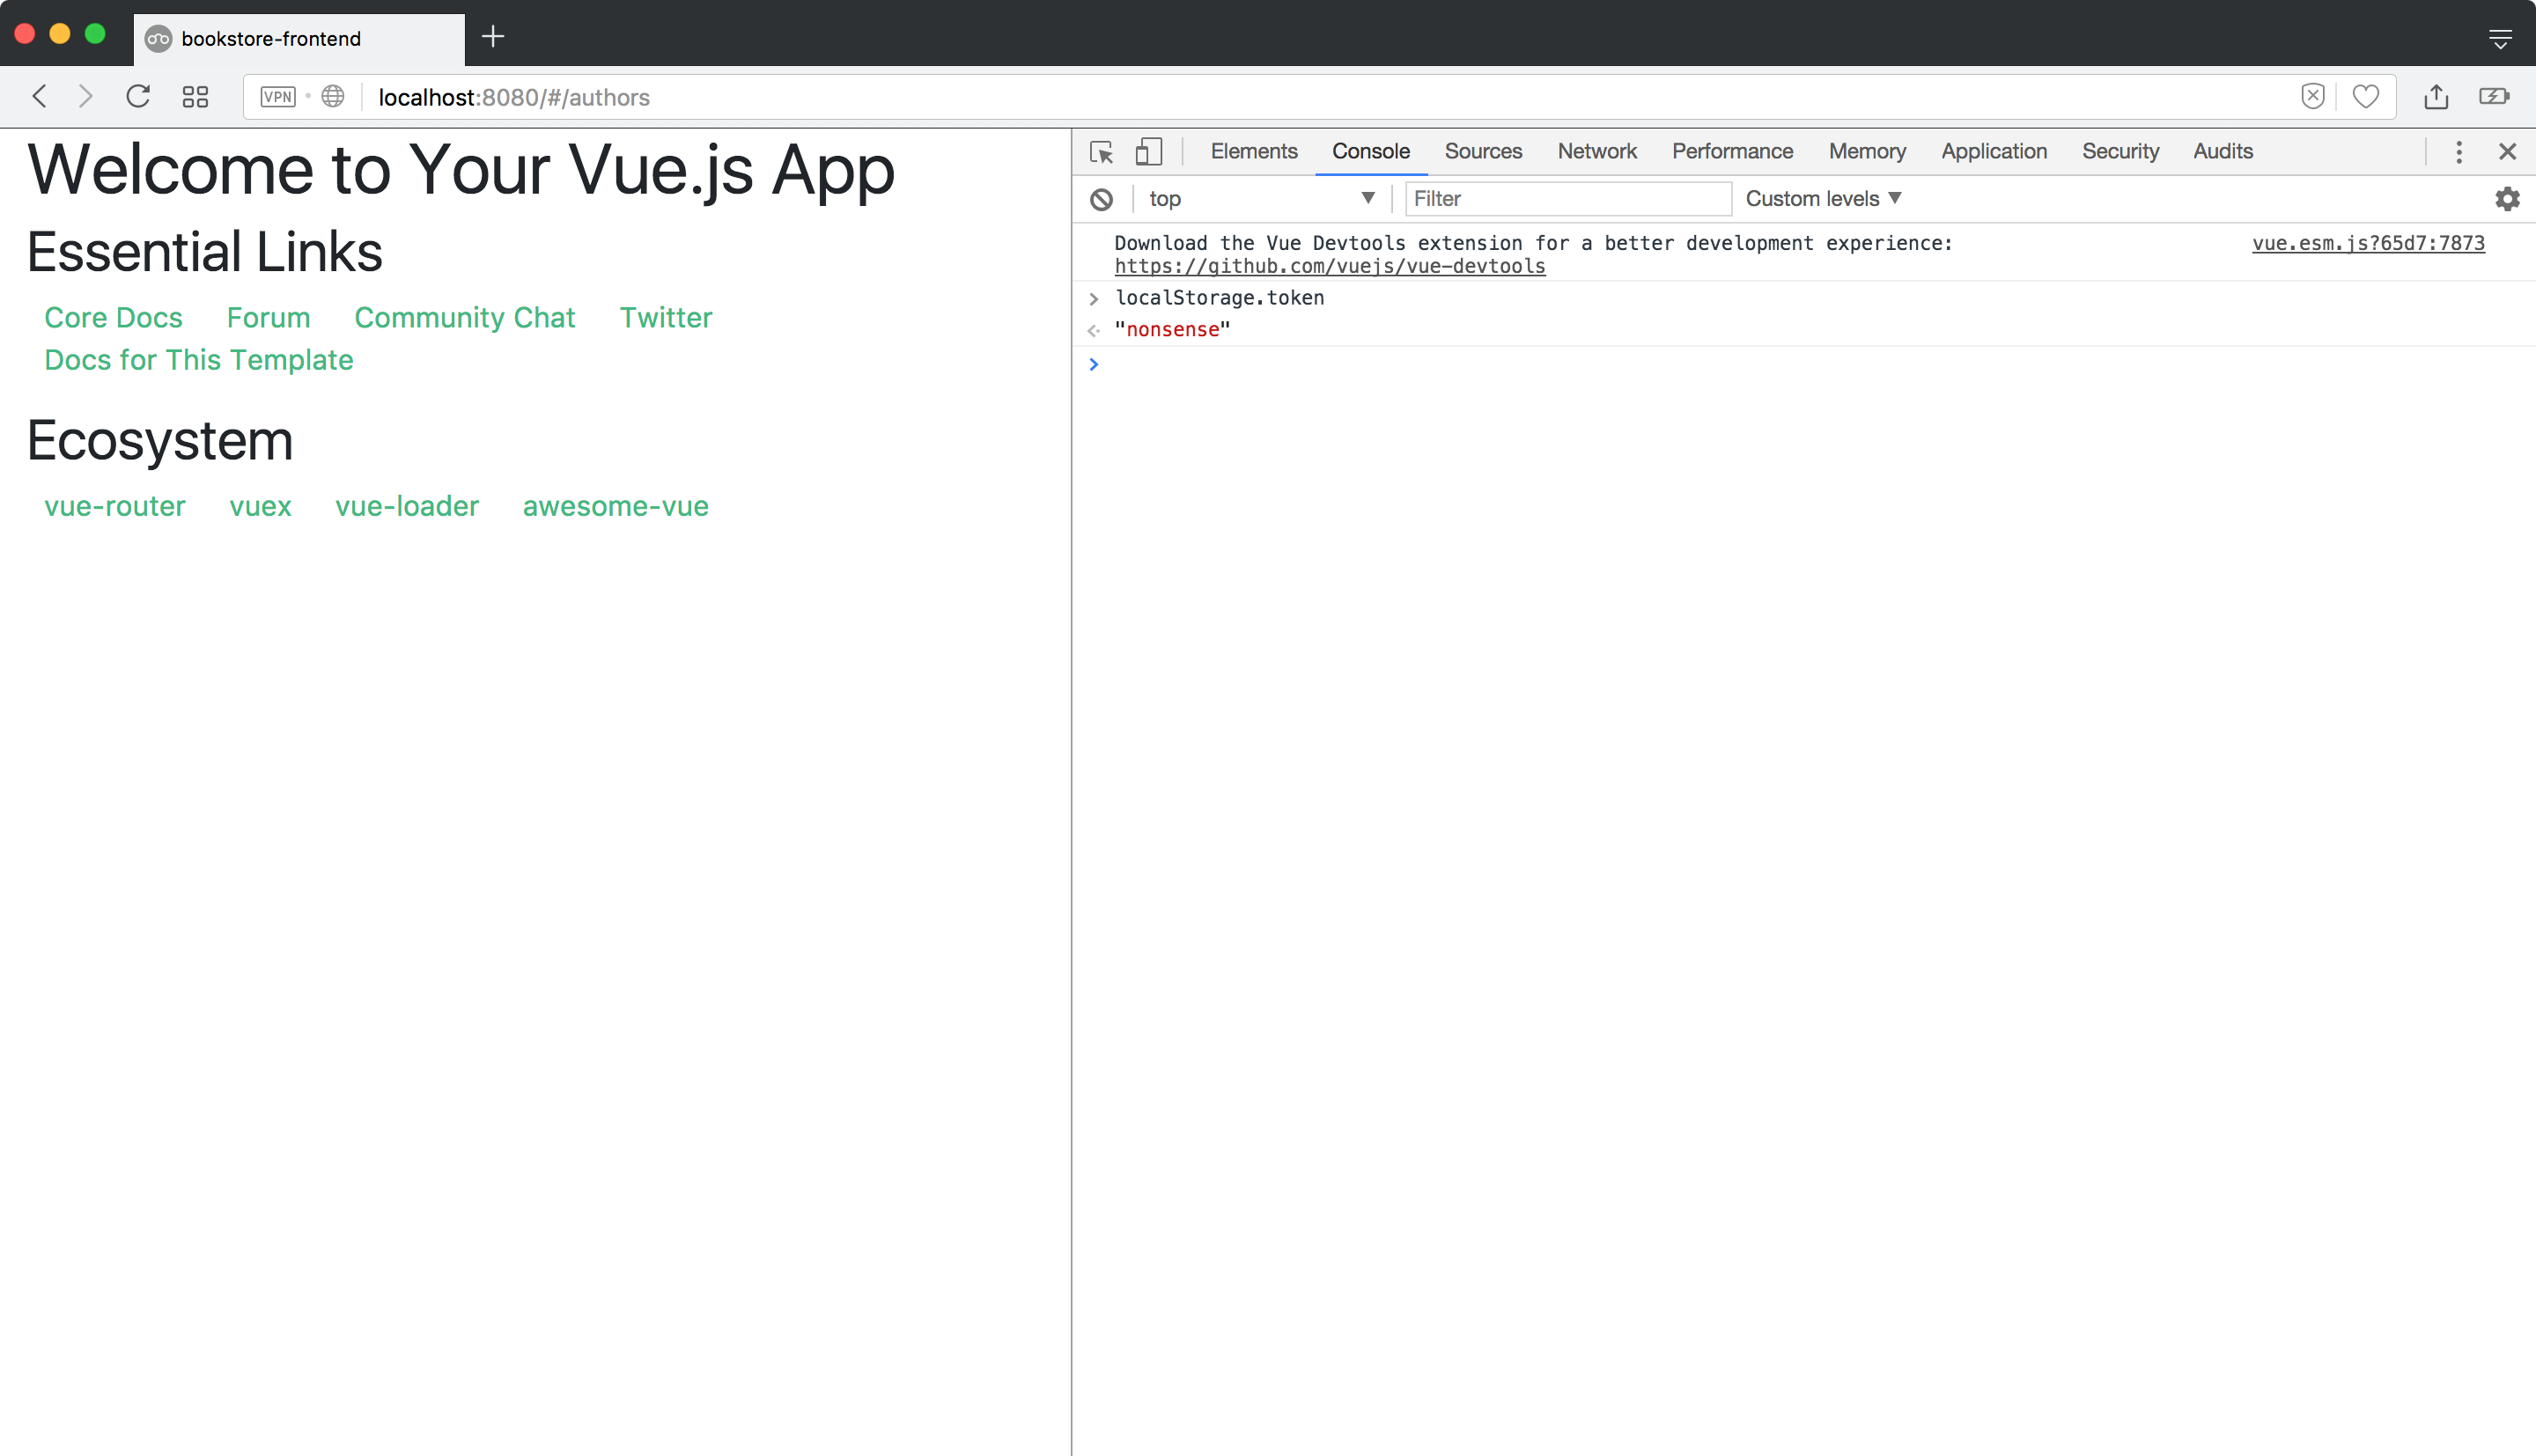 bookstore-frontend
VPN localhost:8080/#/authors
Welcome to Your Vue.js App
Essential Links
Core Docs Forum Community Chat Twitter
Docs for This Template
Ecosystem
vue-router vuex vue-loader awesome-vue
Elements Console Sources Network Performance Memory Application Security Audits
top Filter Custom levels
Download the Vue Devtools extension for a better development experience: vue.esm.js?65d7:7873
https://github.com/vuejs/vue-devtools
localStorage.token
"nonsense"